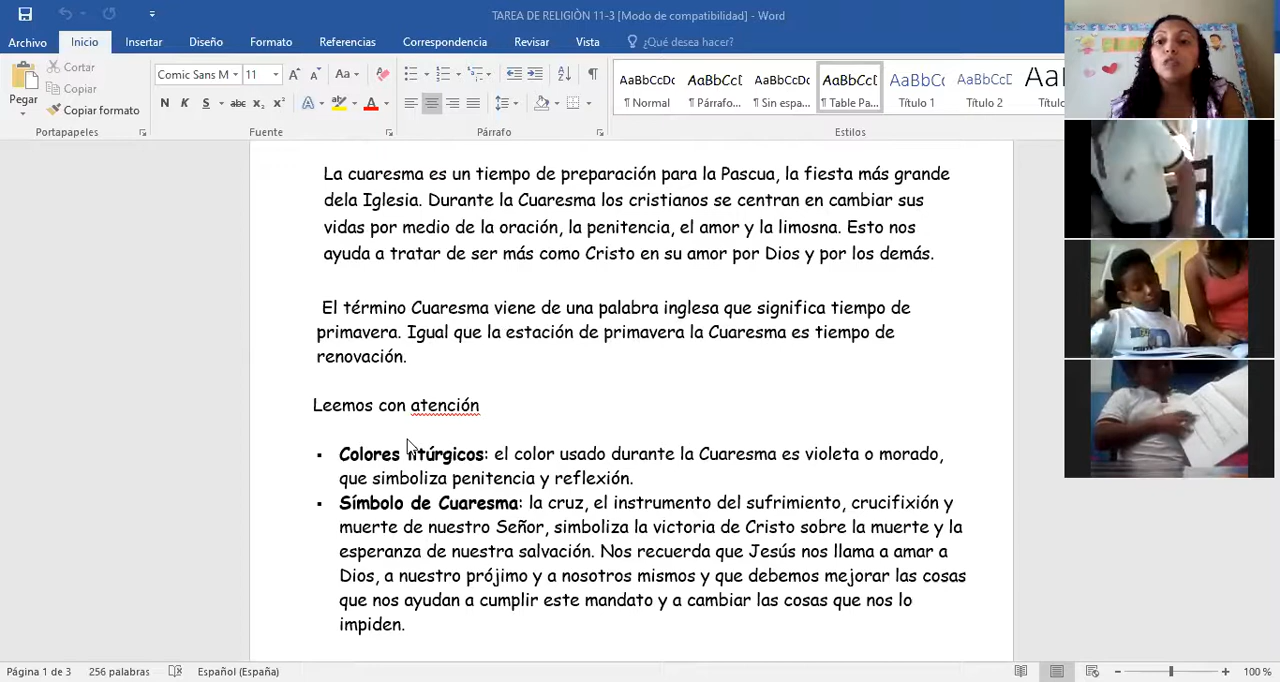 TAREA DE RELIGIÒN 11-3 [Modo de compatibilidad] - Word
Archivo Inicio Insertar Diseño Formato Referencias Correspondencia Revisar Vista ¿Qué desea hacer?
Pegar
Cortar
Copiar
Copiar formato
Portapapeles
Comic Sans M 11
Aa
N K S abc x₂ x²
A A
Fuente
Párrafo
AaBbCcDc AaBbCcD AaBbCcDc AaBbCcD AaBbCc AaBbCcD Aa
¶ Normal ¶ Párrafo... ¶ Sin espa... ¶ Table Pa... Título 1 Título 2 Título
Estilos
La cuaresma es un tiempo de preparación para la Pascua, la fiesta más grande
dela Iglesia. Durante la Cuaresma los cristianos se centran en cambiar sus
vidas por medio de la oración, la penitencia, el amor y la limosna. Esto nos
ayuda a tratar de ser más como Cristo en su amor por Dios y por los demás.
El término Cuaresma viene de una palabra inglesa que significa tiempo de
primavera. Igual que la estación de primavera la Cuaresma es tiempo de
renovación.
Leemos con atención
▪ Colores litúrgicos: el color usado durante la Cuaresma es violeta o morado,
que simboliza penitencia y reflexión.
▪ Símbolo de Cuaresma: la cruz, el instrumento del sufrimiento, crucifixión y
muerte de nuestro Señor, simboliza la victoria de Cristo sobre la muerte y la
esperanza de nuestra salvación. Nos recuerda que Jesús nos llama a amar a
Dios, a nuestro prójimo y a nosotros mismos y que debemos mejorar las cosas
que nos ayudan a cumplir este mandato y a cambiar las cosas que nos lo
impiden.
Página 1 de 3 256 palabras Español (España) 100 %